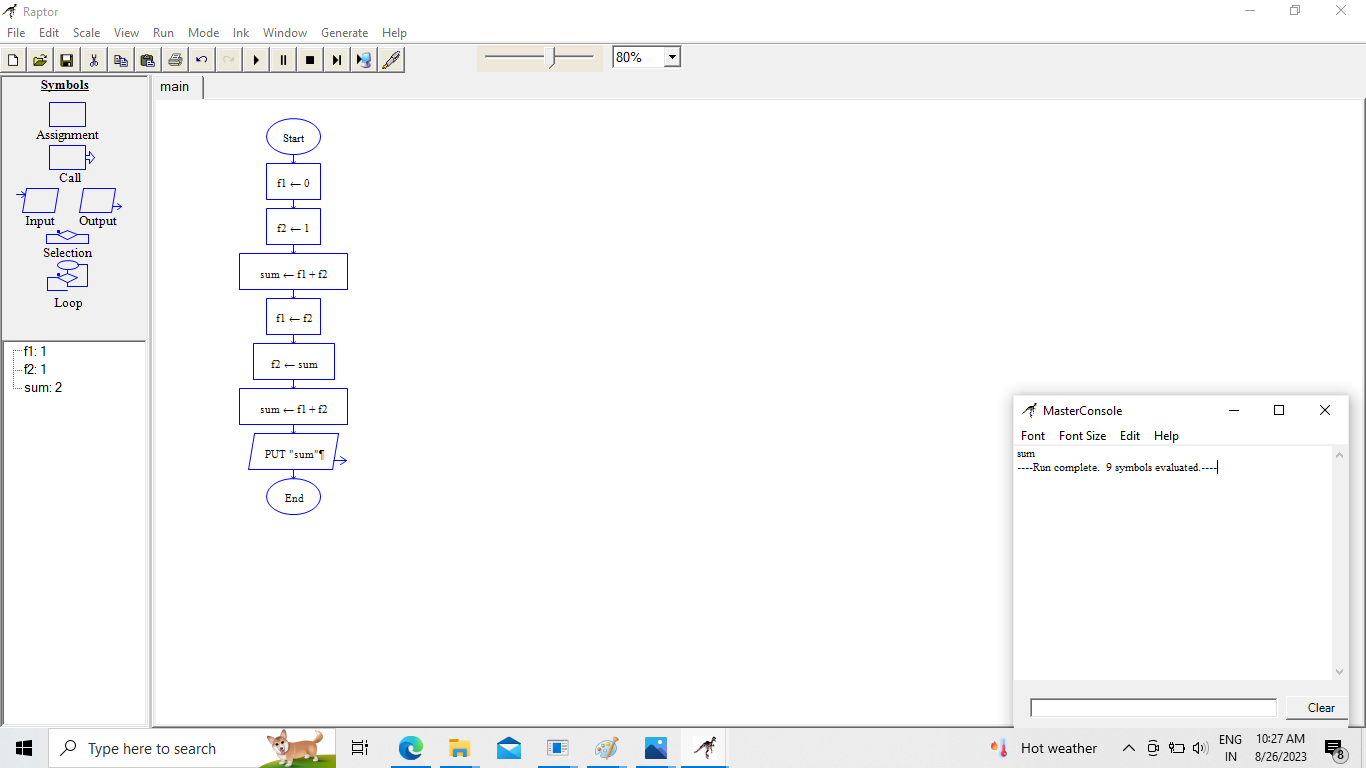 Raptor
File Edit Scale View Run Mode Ink Window Generate Help
80%
Symbols
Assignment
Call
Input Output
Selection
Loop
f1: 1
f2: 1
sum: 2
main
Start
f1 ← 0
f2 ← 1
sum ← f1 + f2
f1 ← f2
f2 ← sum
sum ← f1 + f2
PUT "sum"¶
End
MasterConsole
Font Font Size Edit Help
sum
----Run complete. 9 symbols evaluated.----
Clear
Type here to search
Hot weather
ENG
IN
10:27 AM
8/26/2023
8